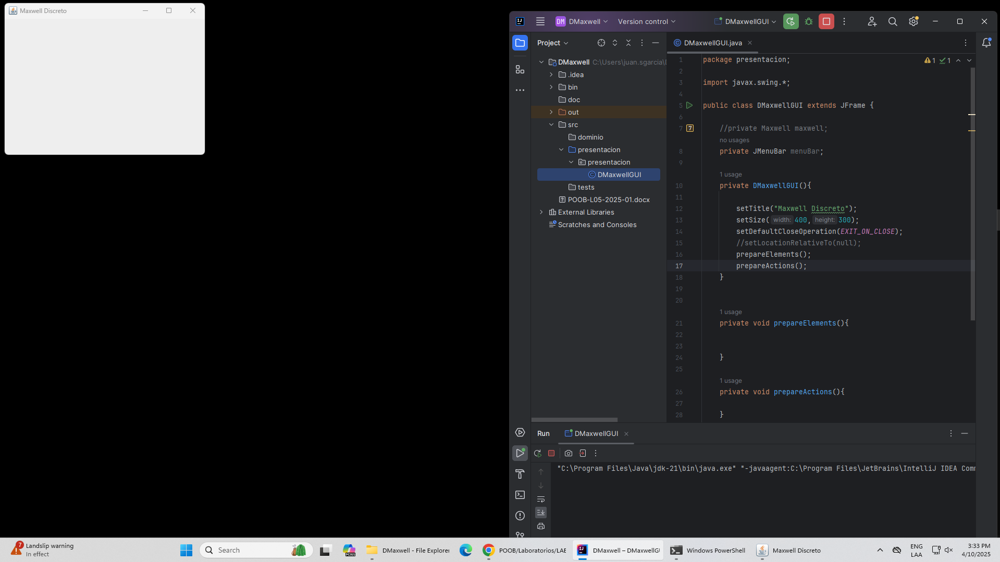 Maxwell Discreto
DM DMaxwell
Version control
DMaxwellGUI
Project
DMaxwellGUI.java
DMaxwell C:\Users\juan.sgarcia\
.idea
bin
doc
out
src
dominio
presentacion
presentacion
DMaxwellGUI
tests
POOB-L05-2025-01.docx
External Libraries
Scratches and Consoles
1 package presentacion;
1 1
2
3 import javax.swing.*;
4
5 public class DMaxwellGUI extends JFrame {
6
7 //private Maxwell maxwell;
no usages
8 private JMenuBar menuBar;
9
1 usage
10 private DMaxwellGUI(){
11
12 setTitle("Maxwell Discreto");
13 setSize( width: 400, height: 300);
14 setDefaultCloseOperation(EXIT_ON_CLOSE);
15 //setLocationRelativeTo(null);
16 prepareElements();
17 prepareActions();
18 }
19
20
1 usage
21 private void prepareElements(){
22
23
24 }
25
1 usage
26 private void prepareActions(){
27
28 }
Run
DMaxwellGUI
"C:\Program Files\Java\jdk-21\bin\java.exe" "-javaagent:C:\Program Files\JetBrains\IntelliJ IDEA Com
7
Landslip warning
In effect
Search
M365
DMaxwell - File Explorer
POOB/Laboratorios/LAB
DMaxwell – DMaxwellGU
Windows PowerShell
Maxwell Discreto
ENG
LAA
3:33 PM
4/10/2025